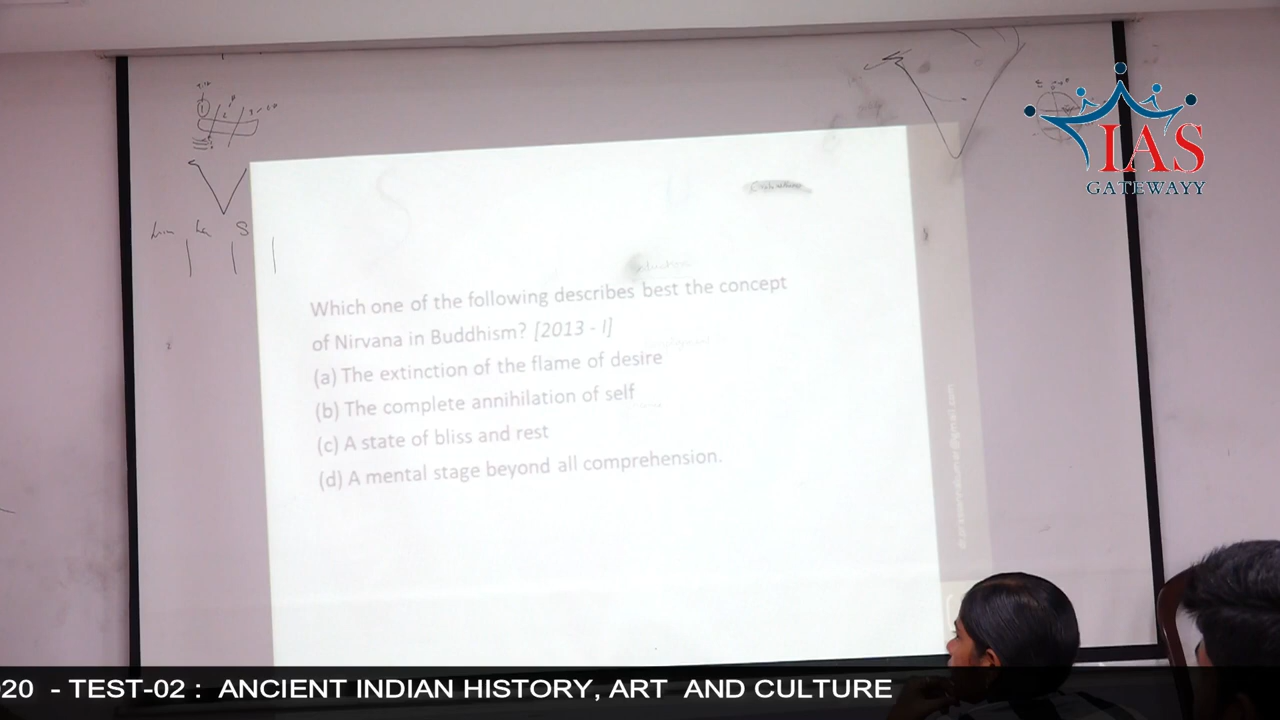 IAS
GATEWAYY
Which one of the following describes best the concept
of Nirvana in Buddhism? [2013 - I]
(a) The extinction of the flame of desire
(b) The complete annihilation of self
(c) A state of bliss and rest
(d) A mental stage beyond all comprehension.
20 - TEST-02 : ANCIENT INDIAN HISTORY, ART AND CULTURE